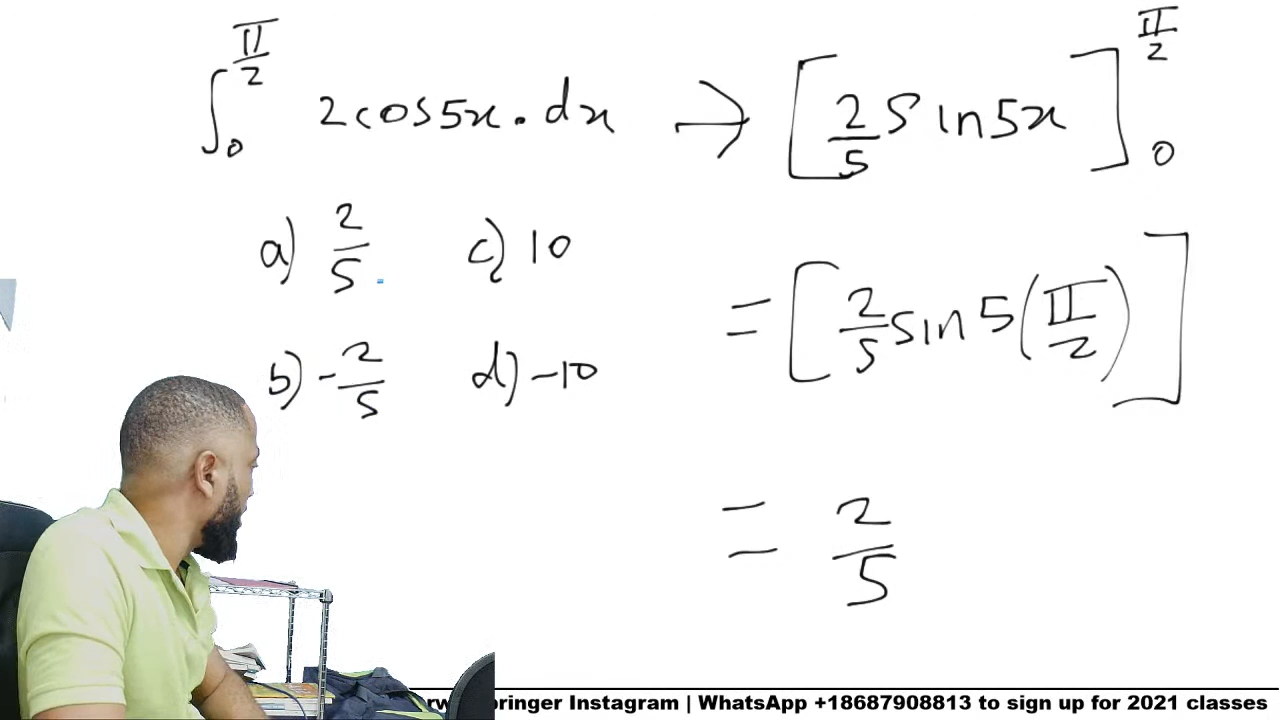 ∫₀^(π/2) 2cos5x.dx → [2/5 Sin5x]₀^(π/2)
a) 2/5 c) 10
= [2/5 sin 5(π/2)]
b) -2/5 d) -10
= 2/5
pringer Instagram | WhatsApp +18687908813 to sign up for 2021 classes